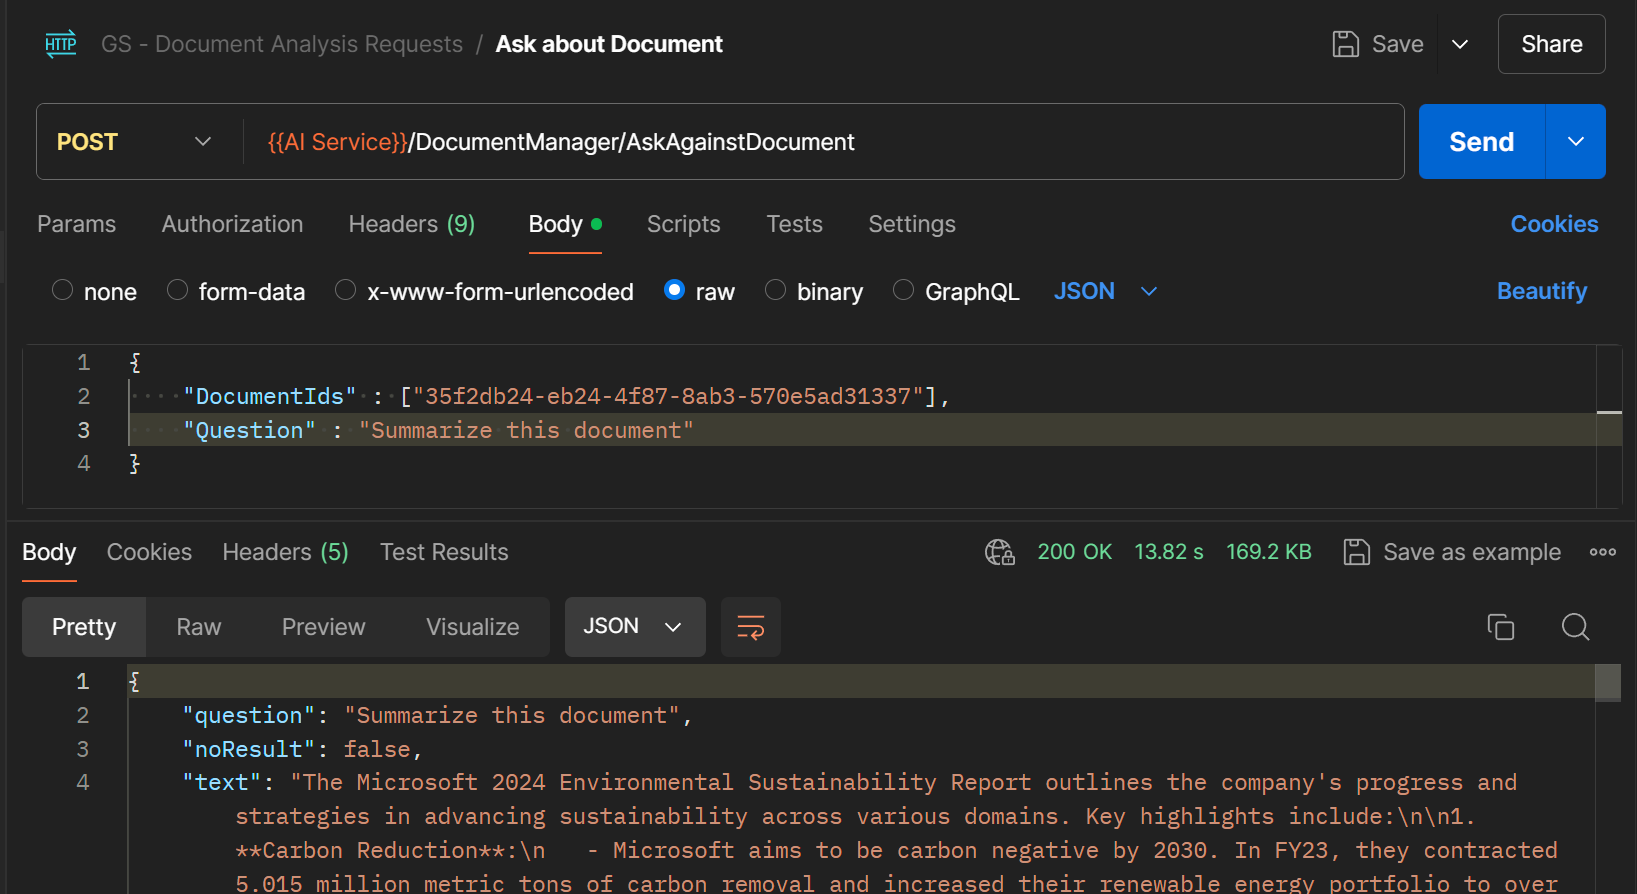 HTTP GS - Document Analysis Requests / Ask about Document Save Share
POST {{AI Service}}/DocumentManager/AskAgainstDocument Send
Params Authorization Headers (9) Body Scripts Tests Settings Cookies
none form-data x-www-form-urlencoded raw binary GraphQL JSON Beautify
1 {
2 "DocumentIds" : ["35f2db24-eb24-4f87-8ab3-570e5ad31337"],
3 "Question" : "Summarize this document"
4 }
Body Cookies Headers (5) Test Results 200 OK 13.82 s 169.2 KB Save as example
Pretty Raw Preview Visualize JSON
1 {
2 "question": "Summarize this document",
3 "noResult": false,
4 "text": "The Microsoft 2024 Environmental Sustainability Report outlines the company's progress and
strategies in advancing sustainability across various domains. Key highlights include:\n\n1.
**Carbon Reduction**:\n   - Microsoft aims to be carbon negative by 2030. In FY23, they contracted
5.015 million metric tons of carbon removal and increased their renewable energy portfolio to over